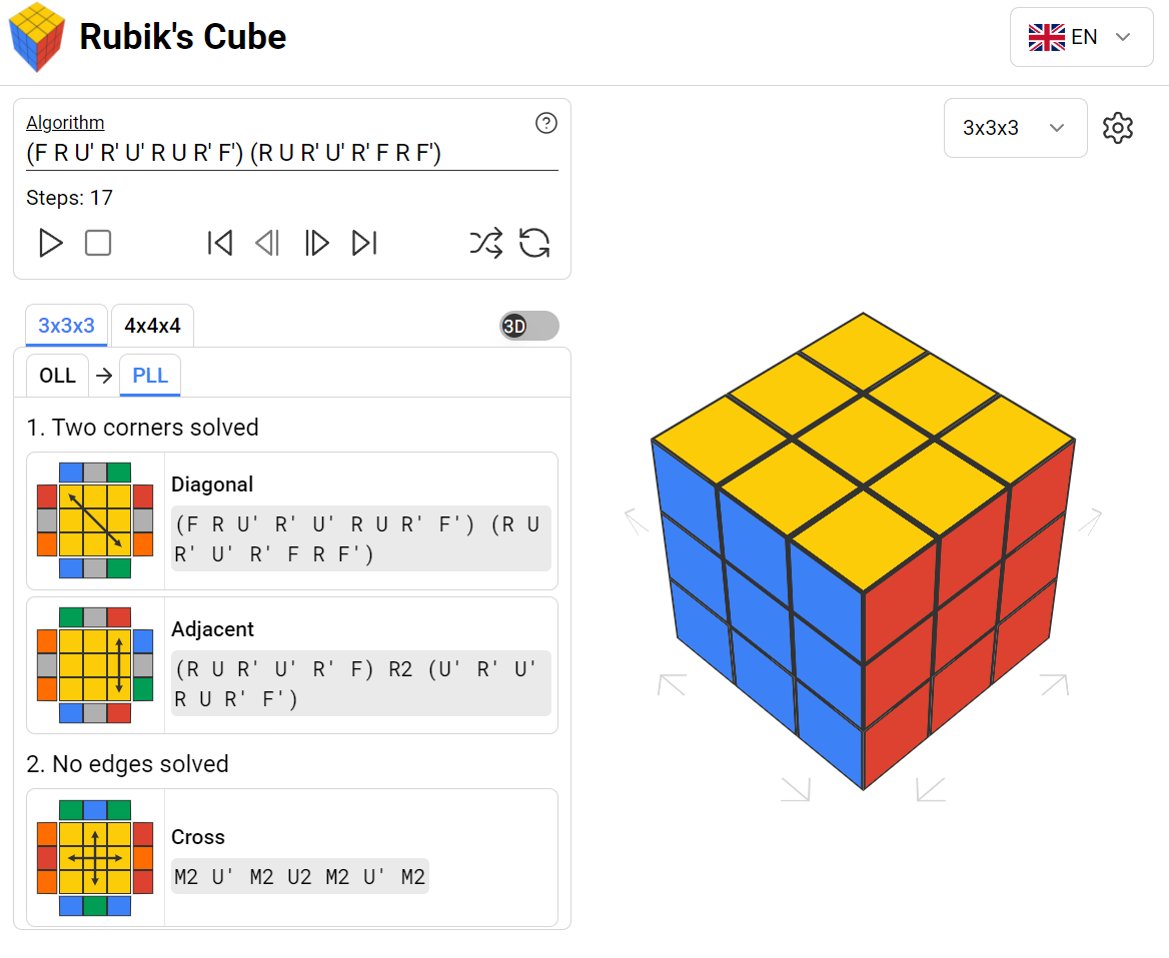 Rubik's Cube
EN
Algorithm
(F R U' R' U' R U R' F') (R U R' U' R' F R F')
Steps: 17
3x3x3
3x3x3
4x4x4
3D
OLL
PLL
1. Two corners solved
Diagonal
(F R U' R' U' R U R' F') (R U
R' U' R' F R F')
Adjacent
(R U R' U' R' F) R2 (U' R' U'
R U R' F')
2. No edges solved
Cross
M2 U' M2 U2 M2 U' M2